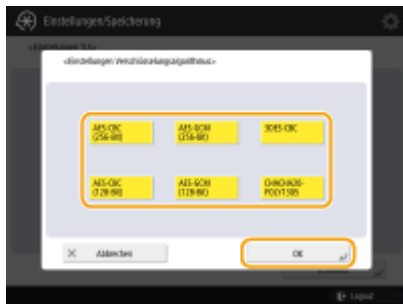 Einstellungen/Speicherung
<Einstellungen Verschlüsselungsalgorithmus>
AES-CBC
(256-Bit)
AES-GCM
(256-Bit)
3DES-CBC
AES-CBC
(128-Bit)
AES-GCM
(128-Bit)
CHACHA20-
POLY1305
Abbrechen
OK
Logout